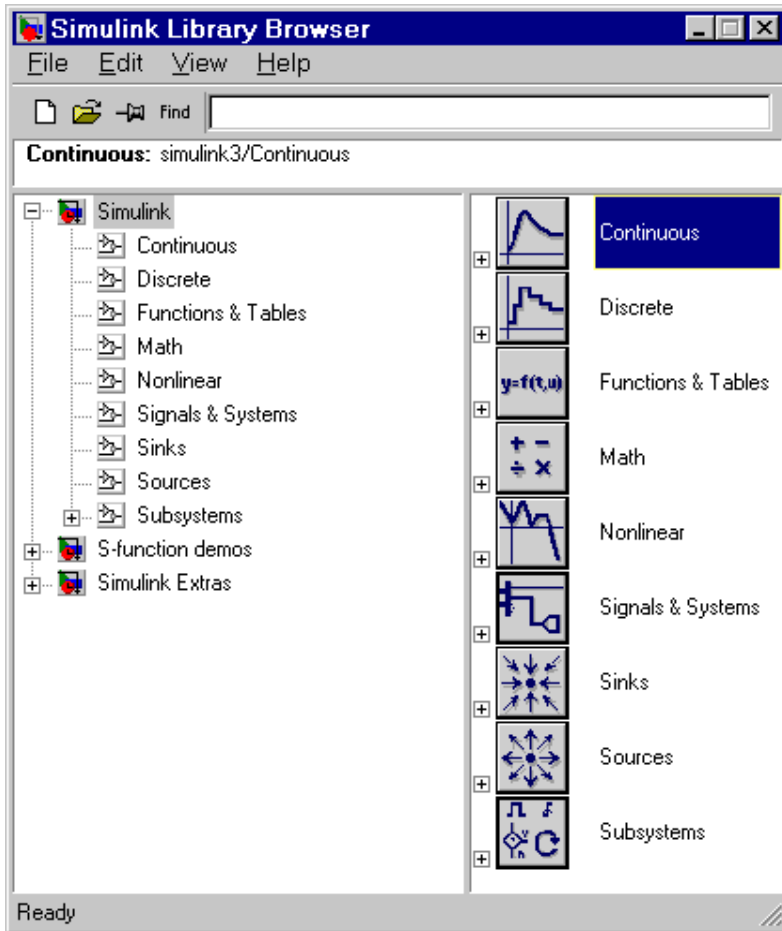 Simulink Library Browser
File Edit View Help
Find
Continuous: simulink3/Continuous
Simulink
Continuous
Discrete
Functions & Tables
Math
Nonlinear
Signals & Systems
Sinks
Sources
Subsystems
S-function demos
Simulink Extras
Continuous
Discrete
y=f(t,u) Functions & Tables
+ − ÷ × Math
Nonlinear
Signals & Systems
Sinks
Sources
Subsystems
Ready